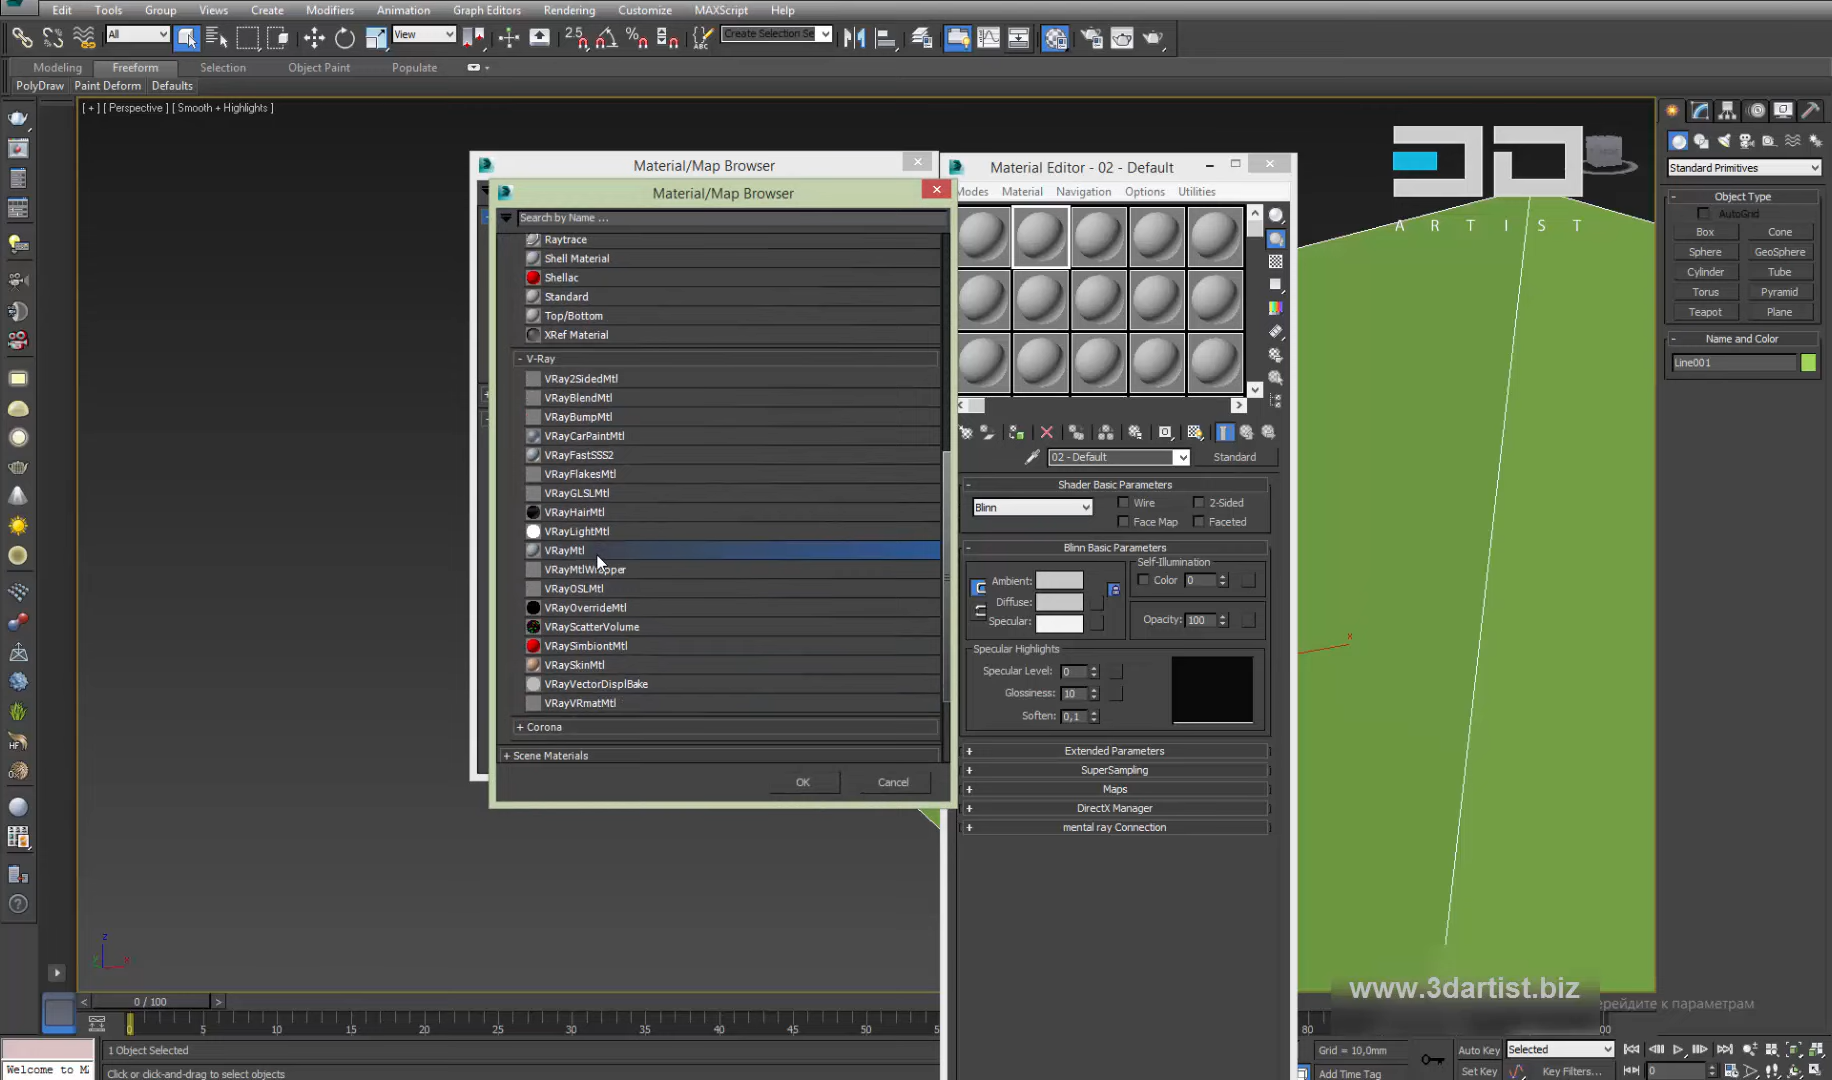 Edit Tools Group Views Create Modifiers Animation Graph Editors Rendering Customize MAXScript Help
All View 2.5 Create Selection Se
Modeling Freeform Selection Object Paint Populate
PolyDraw Paint Deform Defaults
[ + ] [ Perspective ] [ Smooth + Highlights ]
Material/Map Browser
Material/Map Browser
Search by Name ...
Raytrace
Shell Material
Shellac
Standard
Top/Bottom
XRef Material
- V-Ray
VRay2SidedMtl
VRayBlendMtl
VRayBumpMtl
VRayCarPaintMtl
VRayFastSSS2
VRayFlakesMtl
VRayGLSLMtl
VRayHairMtl
VRayLightMtl
VRayMtl
VRayMtlWrapper
VRayOSLMtl
VRayOverrideMtl
VRayScatterVolume
VRaySimbiontMtl
VRaySkinMtl
VRayVectorDisplBake
VRayVRmatMtl
+ Corona
+ Scene Materials
OK Cancel
Material Editor - 02 - Default
Modes Material Navigation Options Utilities
02 - Default Standard
- Shader Basic Parameters
Blinn Wire 2-Sided
Face Map Faceted
- Blinn Basic Parameters
Self-Illumination
Ambient: Color 0
Diffuse:
Specular: Opacity: 100
Specular Highlights
Specular Level: 0
Glossiness: 10
Soften: 0,1
+ Extended Parameters
+ SuperSampling
+ Maps
+ DirectX Manager
+ mental ray Connection
ARTIST
Standard Primitives
- Object Type
AutoGrid
Box Cone
Sphere GeoSphere
Cylinder Tube
Torus Pyramid
Teapot Plane
- Name and Color
Line001
x
z
y x
www.3dartist.biz
ерейдите к параметрам
< 0 / 100 >
0 5 10 15 20 25 30 35 40 45 50 80
1 Object Selected
Welcome to M
Click or click-and-drag to select objects
Grid = 10,0mm
Add Time Tag
Auto Key Selected
Set Key Key Filters...
0